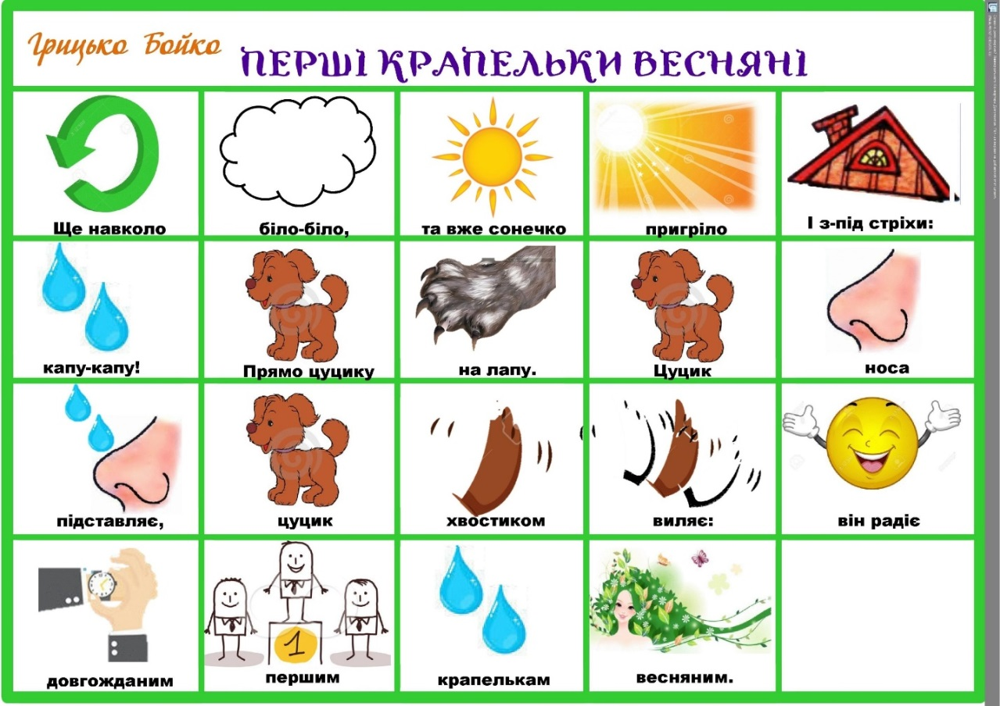 Грицько Бойко
ПЕРШІ КРАПЕЛЬКИ ВЕСНЯНІ
Ще навколо
біло-біло,
та вже сонечко
пригріло
І з-під стріхи:
капу-капу!
Прямо цуцику
на лапу.
Цуцик
носа
підставляє,
цуцик
хвостиком
виляє:
він радіє
довгожданим
1
першим
крапелькам
весняним.